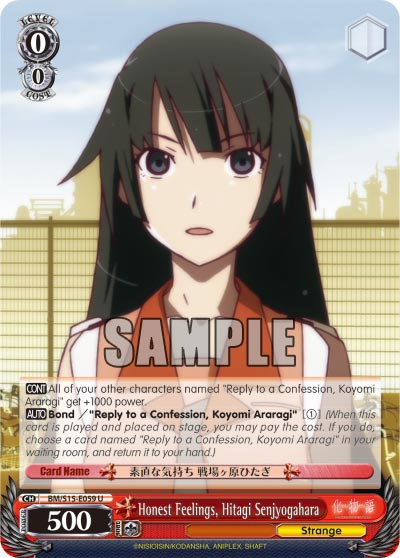 LEVEL
0
0
COST
SAMPLE
CONT All of your other characters named "Reply to a Confession, Koyomi
Araragi" get +1000 power.
AUTO Bond／"Reply to a Confession, Koyomi Araragi" [①] (When this
card is played and placed on stage, you may pay the cost. If you do,
choose a "Reply to a Confession, Koyomi Araragi" in your
waiting room, and return it to your hand.)
Card Name 素直な気持ち 戦場ヶ原ひたぎ
CH BM/S15-E059 U
POWER 500
Honest Feelings, Hitagi Senjyogahara
化物語
Strange
©NISIOISIN/KODANSHA, ANIPLEX, SHAFT